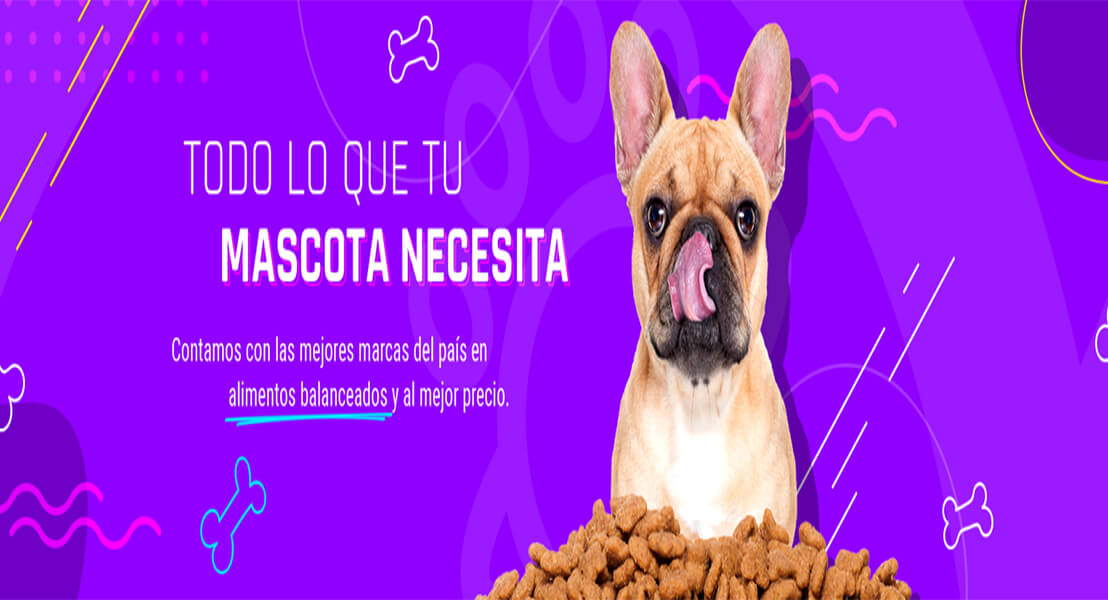 TODO LO QUE TU
MASCOTA NECESITA
Contamos con las mejores marcas del país en
alimentos balanceados y al mejor precio.